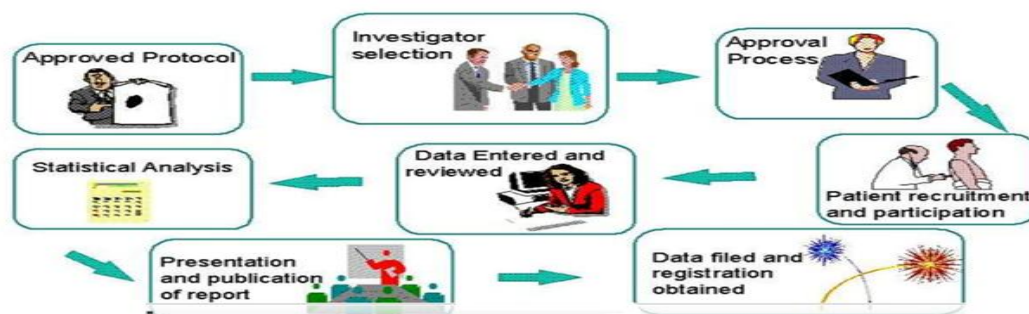 Approved Protocol
Investigator
selection
Approval
Process
Patient recruitment
and participation
Data Entered and
reviewed
Statistical Analysis
Presentation
and publication
of report
Data filed and
registration
obtained